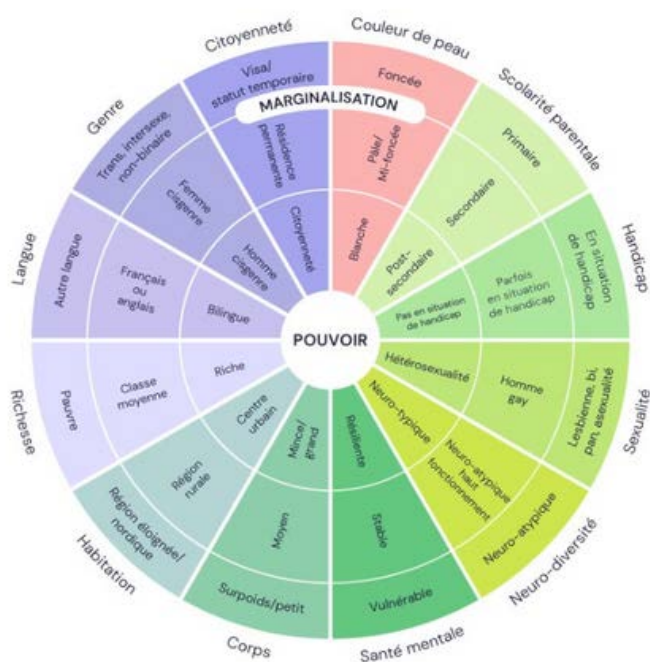 Citoyenneté
Visa/
statut temporaire
Résidence
permanente
Citoyenneté
Couleur de peau
Foncée
Pâle/
Mi-foncée
Blanche
Scolarité parentale
Primaire
Secondaire
Post-
secondaire
Handicap
En situation
de handicap
Parfois
en situation
de handicap
Pas en situation
de handicap
Sexualité
Lesbienne, bi,
pan, asexualité
Homme
gay
Hétérosexualité
Neuro-diversité
Neuro-atypique
Neuro-atypique
haut
fonctionnement
Neuro-typique
Santé mentale
Vulnérable
Stable
Résiliente
Corps
Surpoids/petit
Moyen
Mince/
grand
Habitation
Région éloignée/
nordique
Région
rurale
Centre
urbain
Richesse
Pauvre
Classe
moyenne
Riche
Langue
Autre langue
Français
ou
anglais
Bilingue
Genre
Trans, intersexe,
non-binaire
Femme
cisgenre
Homme
cisgenre
MARGINALISATION
POUVOIR